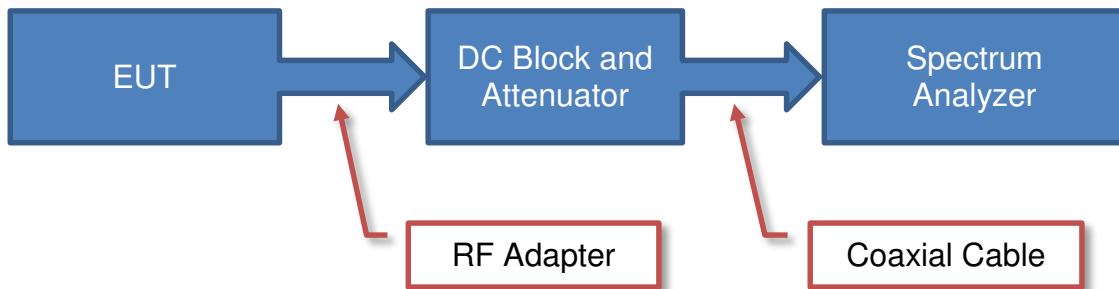 EUT
DC Block and
Attenuator
Spectrum
Analyzer
RF Adapter
Coaxial Cable